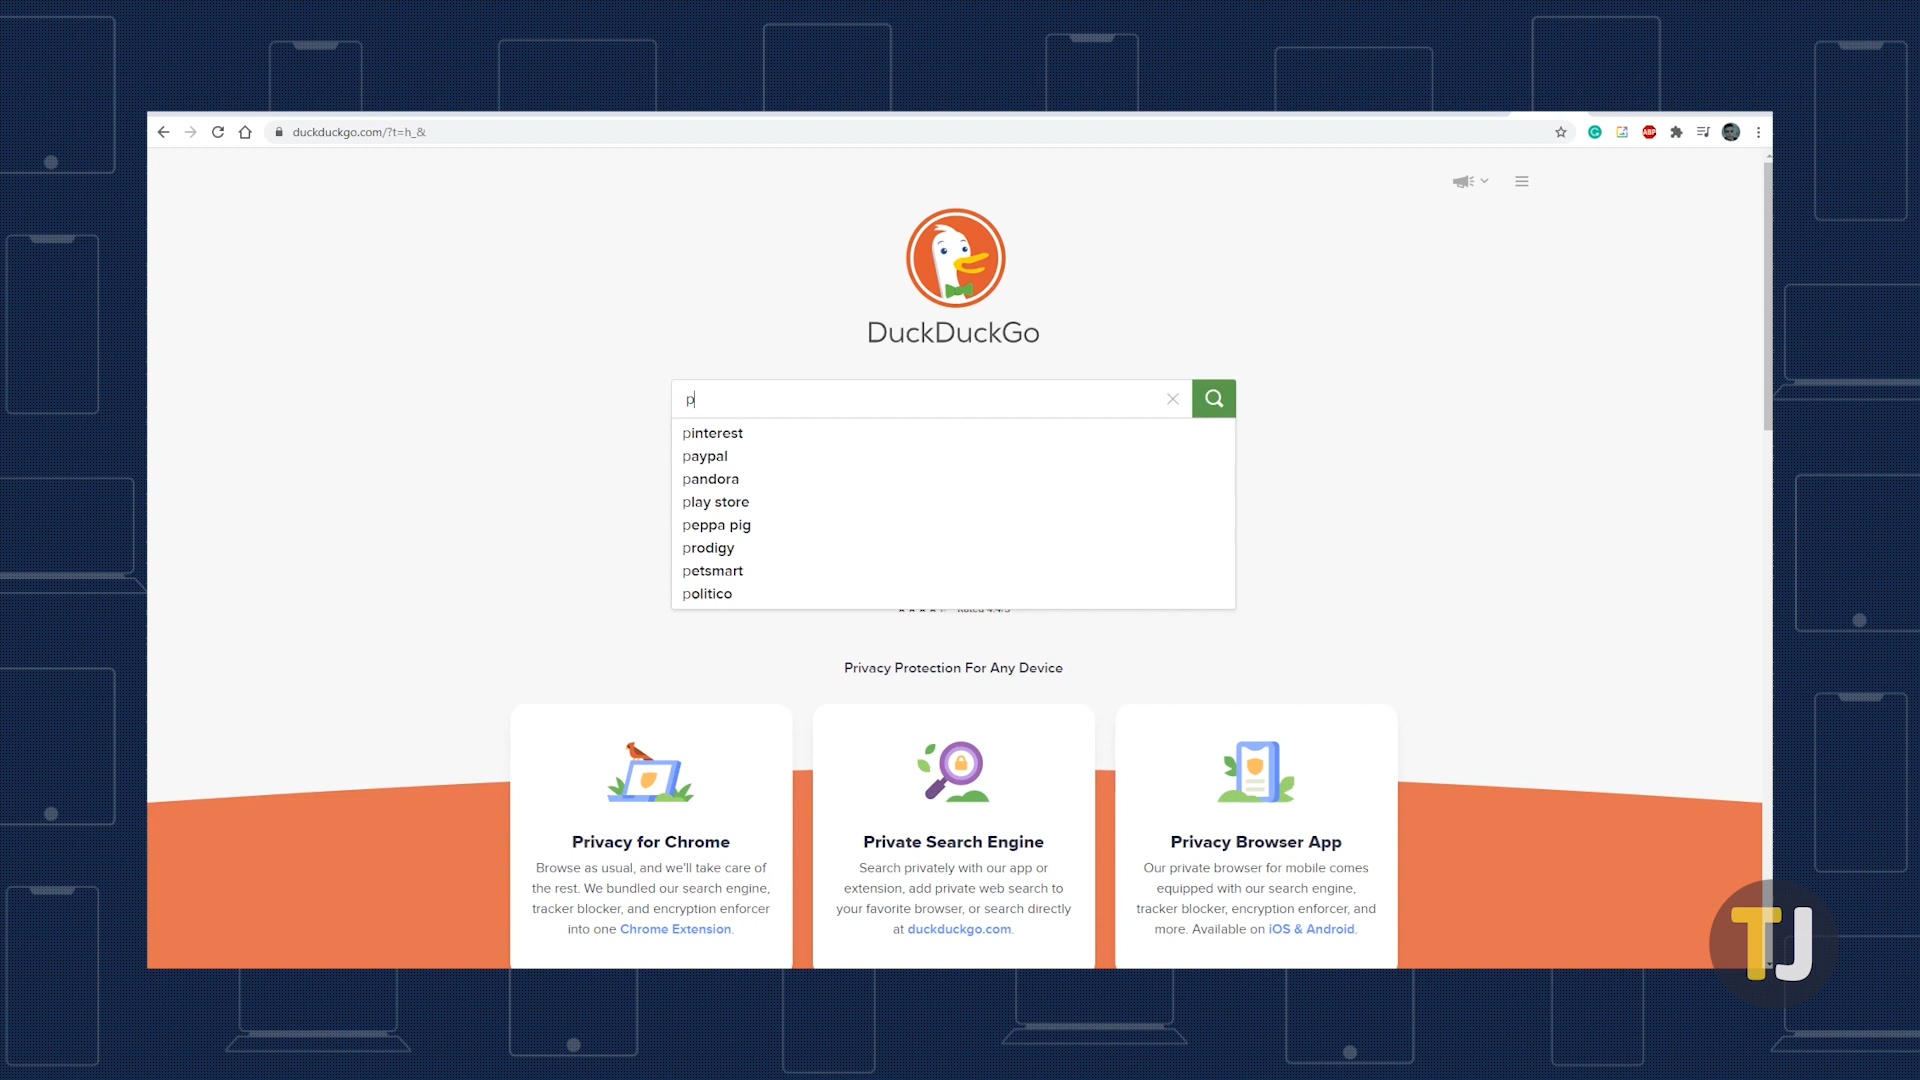 duckduckgo.com/?t=h_&
ABP
DuckDuckGo
p
pinterest
paypal
pandora
play store
peppa pig
prodigy
petsmart
politico
Privacy Protection For Any Device
Privacy for Chrome
Browse as usual, and we'll take care of
the rest. We bundled our search engine,
tracker blocker, and encryption enforcer
into one Chrome Extension.
Private Search Engine
Search privately with our app or
extension, add private web search to
your favorite browser, or search directly
at duckduckgo.com.
Privacy Browser App
Our private browser for mobile comes
equipped with our search engine,
tracker blocker, encryption enforcer, and
more. Available on iOS & Android.
TJ